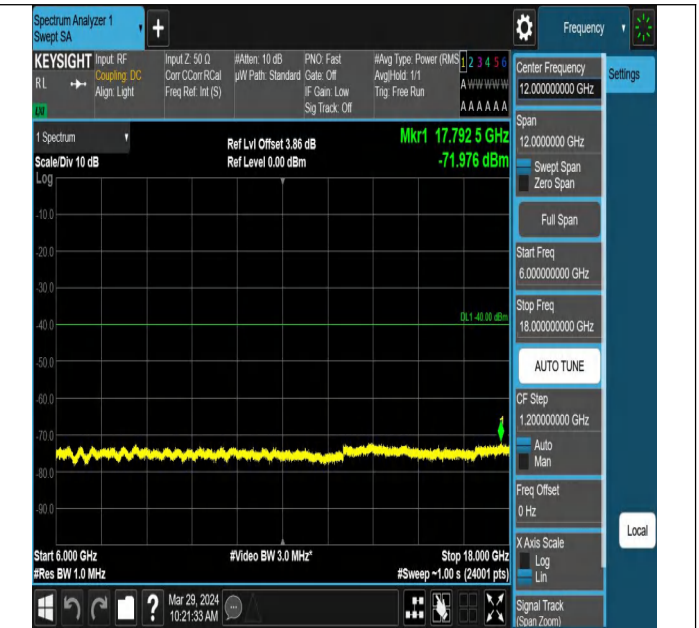 Spectrum Analyzer 1
Swept SA
+
Frequency
KEYSIGHT
RL
LXI
Input: RF
Coupling: DC
Align: Light
Input Z: 50 Ω
Corr CCorr RCal
Freq Ref: Int (S)
#Atten: 10 dB
µW Path: Standard
PNO: Fast
Gate: Off
IF Gain: Low
Sig Track: Off
#Avg Type: Power (RMS
Avg|Hold: 1/1
Trig: Free Run
1 2 3 4 5 6
A W W W W W
A A A A A A
1 Spectrum
Scale/Div 10 dB
Log
Ref Lvl Offset 3.86 dB
Ref Level 0.00 dBm
Mkr1 17.792 5 GHz
-71.976 dBm
-10.0
-20.0
-30.0
DL1 -40.00 dBm
-40.0
-50.0
-60.0
1
-70.0
-80.0
-90.0
Start 6.000 GHz
#Res BW 1.0 MHz
#Video BW 3.0 MHz*
Stop 18.000 GHz
#Sweep ~1.00 s (24001 pts)
?
Mar 29, 2024
10:21:33 AM
Center Frequency
12.000000000 GHz
Settings
Span
12.0000000 GHz
Swept Span
Zero Span
Full Span
Start Freq
6.000000000 GHz
Stop Freq
18.000000000 GHz
AUTO TUNE
CF Step
1.200000000 GHz
Auto
Man
Freq Offset
0 Hz
Local
X Axis Scale
Log
Lin
Signal Track
(Span Zoom)